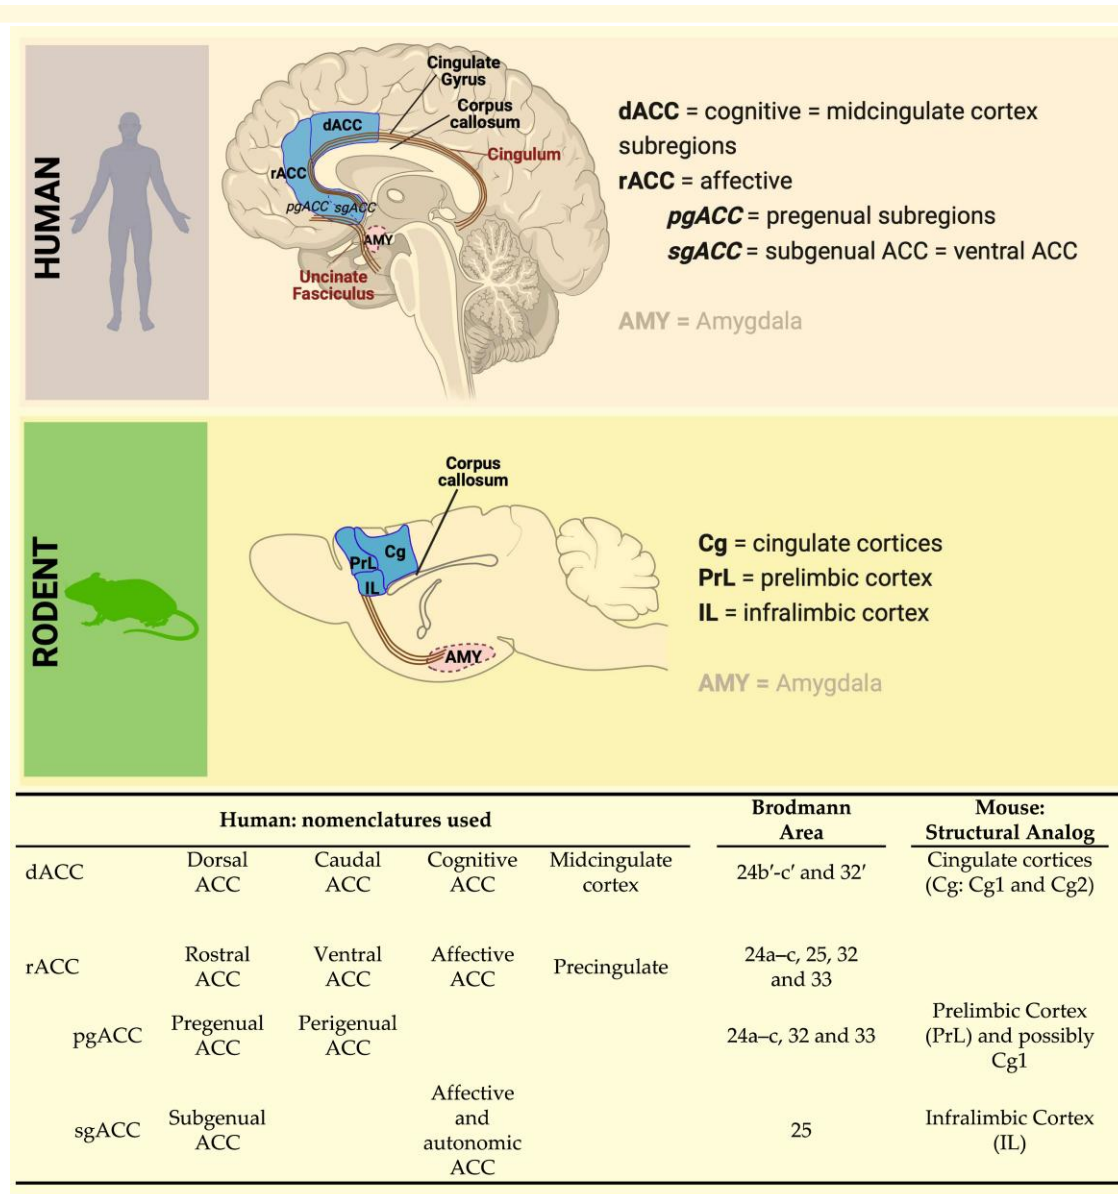 HUMAN
Cingulate
Gyrus
Corpus
callosum
dACC
Cingulum
rACC
pgACC sgACC
AMY
Uncinate
Fasciculus
dACC = cognitive = midcingulate cortex
subregions
rACC = affective
pgACC = pregenual subregions
sgACC = subgenual ACC = ventral ACC
AMY = Amygdala
RODENT
Corpus
callosum
Cg
PrL
IL
AMY
Cg = cingulate cortices
PrL = prelimbic cortex
IL = infralimbic cortex
AMY = Amygdala
Human: nomenclatures used
Brodmann
Area
Mouse:
Structural Analog
dACC
Dorsal
ACC
Caudal
ACC
Cognitive
ACC
Midcingulate
cortex
24b′-c′ and 32′
Cingulate cortices
(Cg: Cg1 and Cg2)
rACC
Rostral
ACC
Ventral
ACC
Affective
ACC
Precingulate
24a–c, 25, 32
and 33
pgACC
Pregenual
ACC
Perigenual
ACC
24a–c, 32 and 33
Prelimbic Cortex
(PrL) and possibly
Cg1
sgACC
Subgenual
ACC
Affective
and
autonomic
ACC
25
Infralimbic Cortex
(IL)